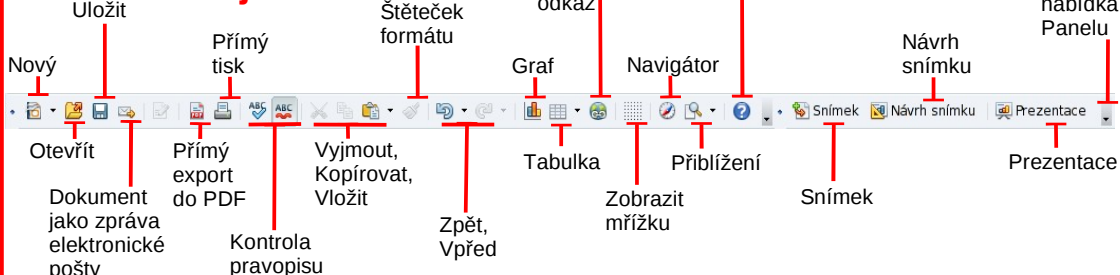 Uložit
Štěteček
formátu
odkaz
nabídka
Panelu
Přímý
tisk
Návrh
snímku
Nový
Graf
Navigátor
Snímek
Návrh snímku
Prezentace
Otevřít
Přímý
export
do PDF
Vyjmout,
Kopírovat,
Vložit
Tabulka
Přiblížení
Prezentace
Dokument
jako zpráva
elektronické
pošty
Zobrazit
mřížku
Snímek
Zpět,
Vpřed
Kontrola
pravopisu